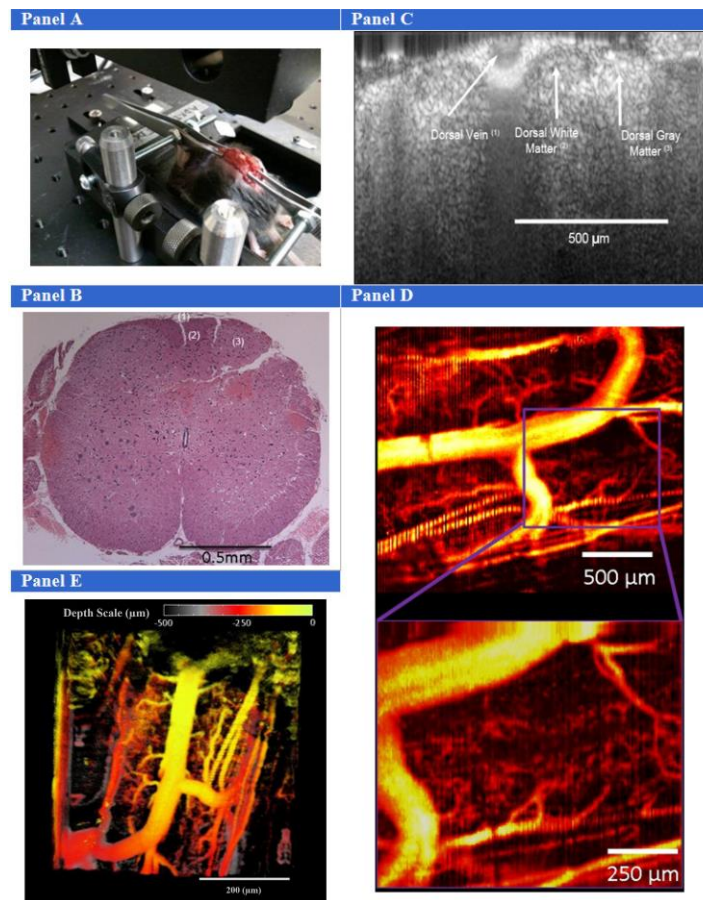 Panel A
Panel C
Dorsal Vein (1)
Dorsal White
Matter (2)
Dorsal Gray
Matter (3)
500 µm
Panel B
(1)
(2)
(3)
0.5mm
Panel D
500 µm
250 µm
Panel E
Depth Scale (µm)
-500
-250
0
200 (µm)